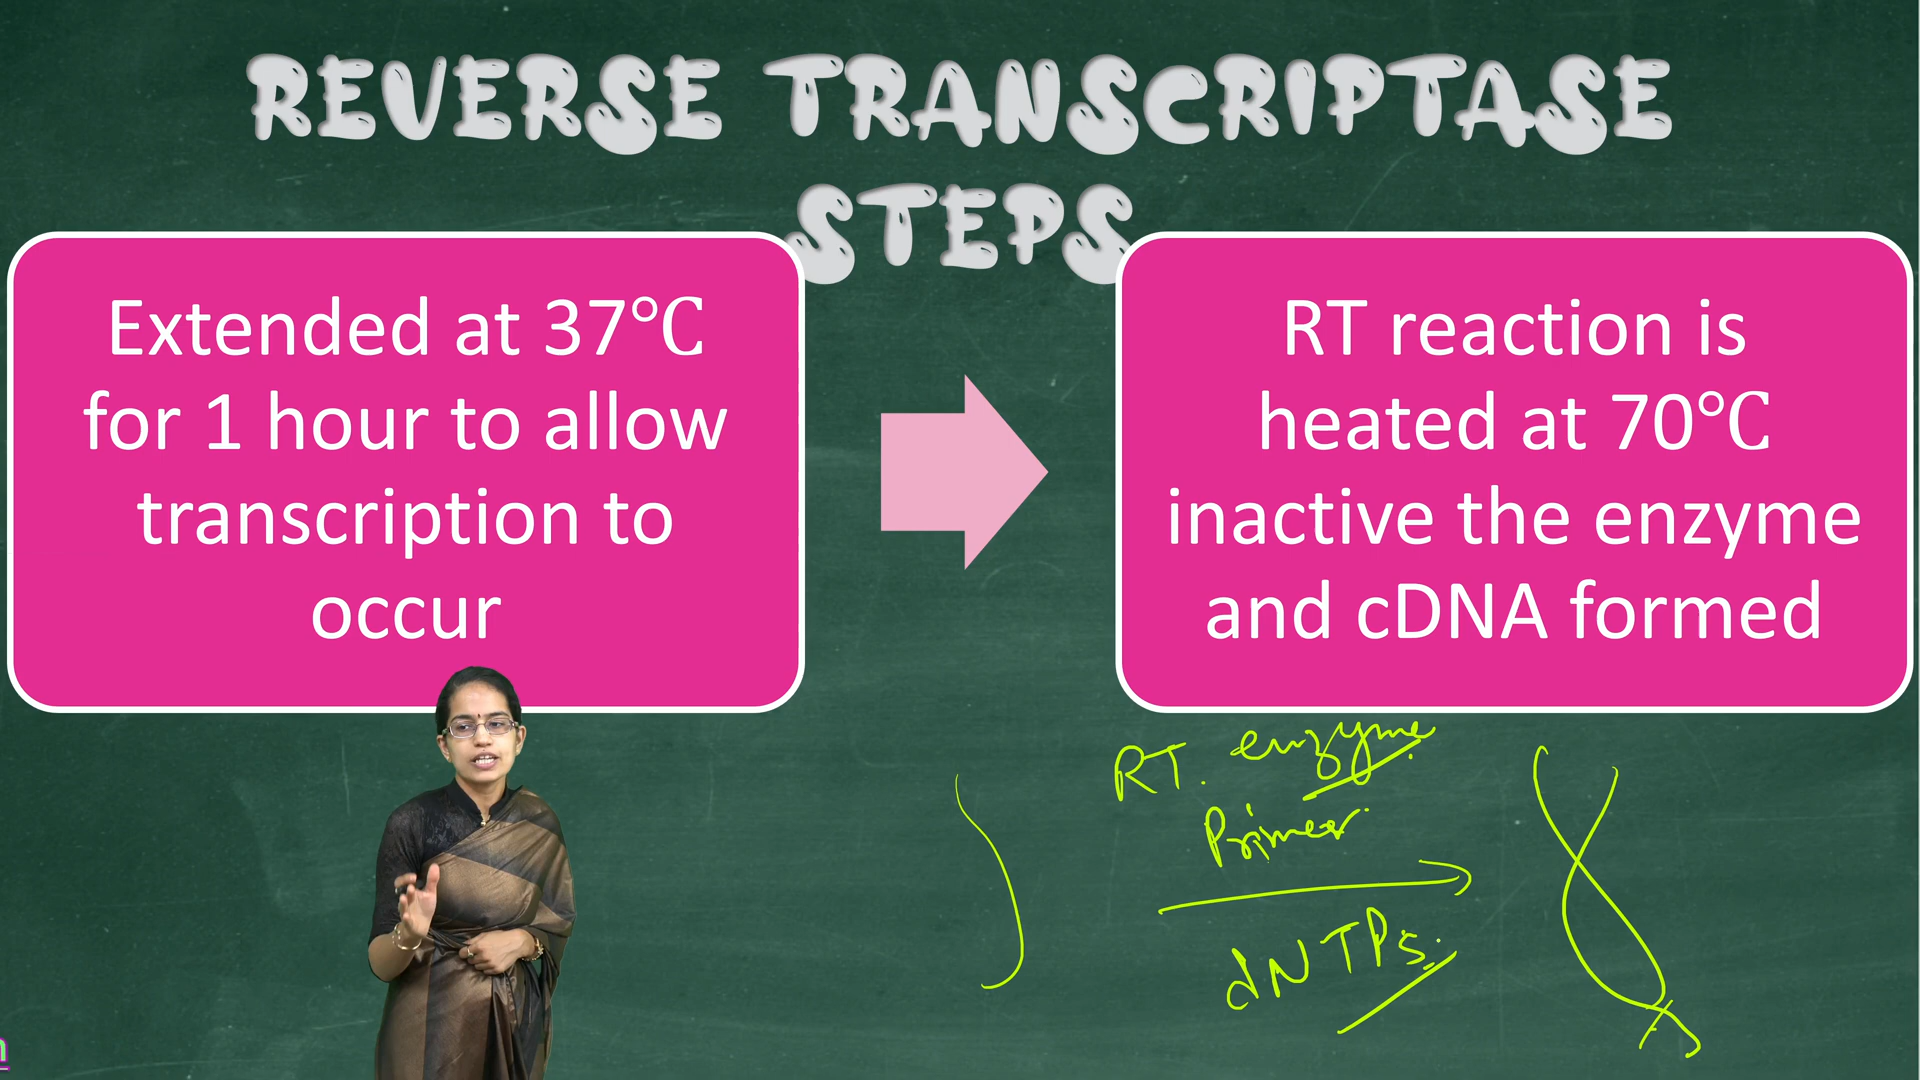 REVERSE TRANSCRIPTASE
STEPS
Extended at 37℃
for 1 hour to allow
transcription to
occur
RT reaction is
heated at 70℃
inactive the enzyme
and cDNA formed
RT. enzyme
Primer
dNTPs